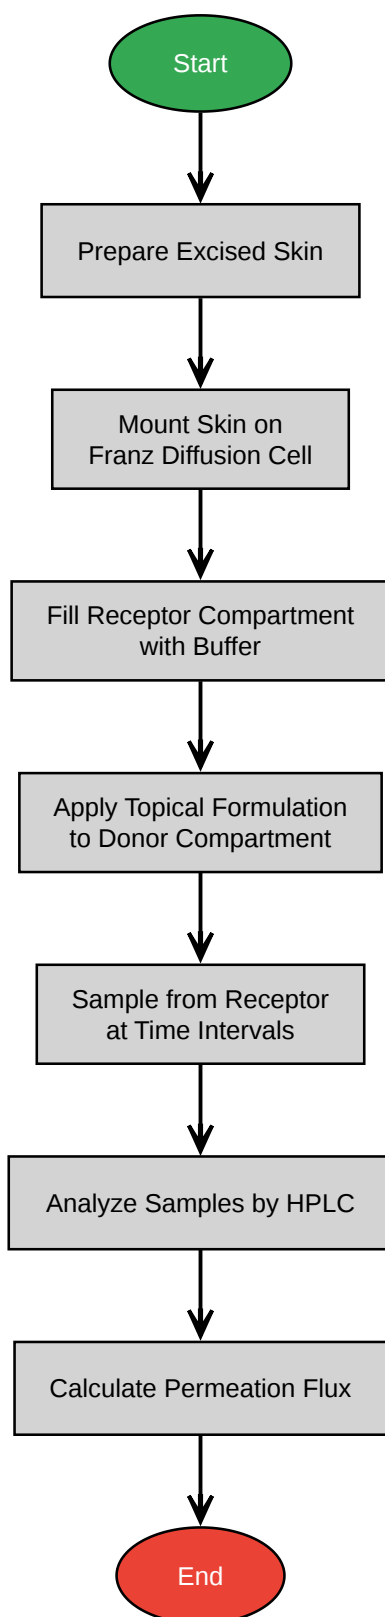 Start
Prepare Excised Skin
Mount Skin on
Franz Diffusion Cell
Fill Receptor Compartment
with Buffer
Apply Topical Formulation
to Donor Compartment
Sample from Receptor
at Time Intervals
Analyze Samples by HPLC
Calculate Permeation Flux
End